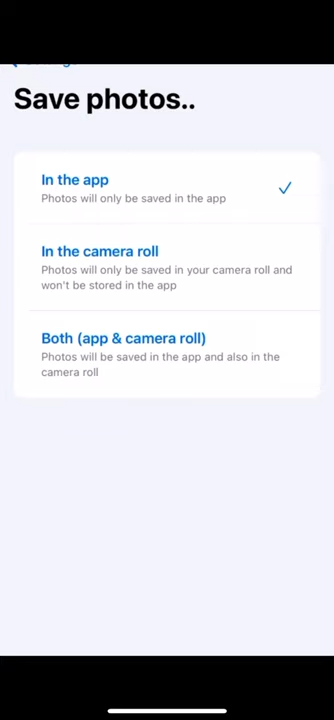 Save photos..
In the app
Photos will only be saved in the app
In the camera roll
Photos will only be saved in your camera roll and
won't be stored in the app
Both (app & camera roll)
Photos will be saved in the app and also in the
camera roll